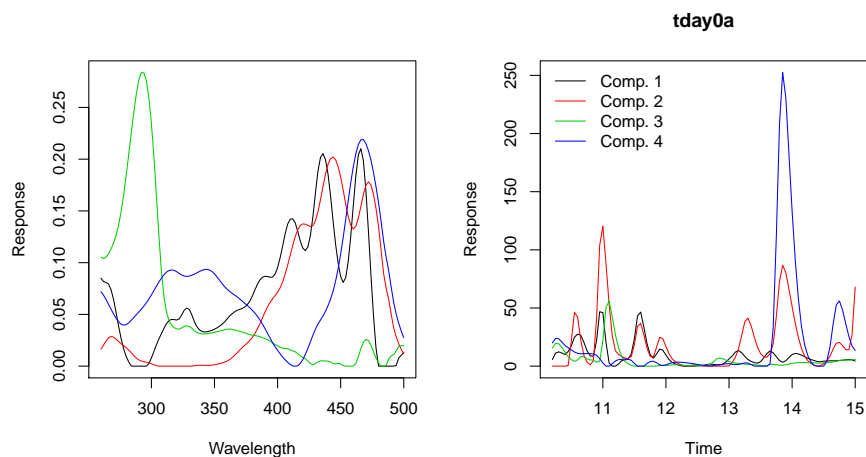 tday0a
Response
0.00 0.05 0.10 0.15 0.20 0.25
300 350 400 450 500
Wavelength
Response
0 50 100 150 200 250
Comp. 1
Comp. 2
Comp. 3
Comp. 4
11 12 13 14 15
Time